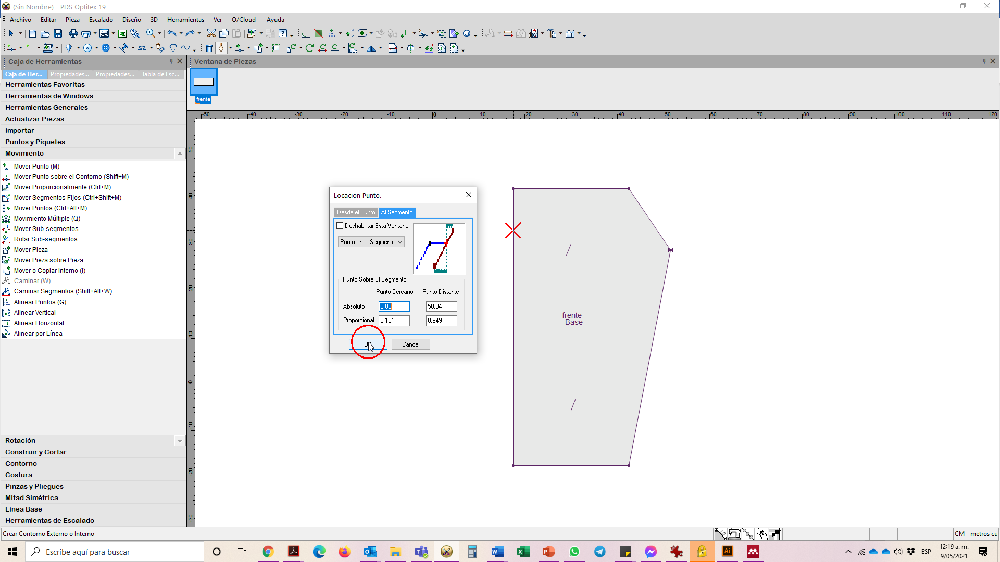 (Sin Nombre) - PDS Optitex 19
Archivo Editar Pieza Escalado Diseño 3D Herramientas Ver O/Cloud Ayuda
Caja de Herramientas
Ventana de Piezas
Caja de Her... Propiedades... Propiedades... Tabla de Esc...
Herramientas Favoritas
Herramientas de Windows
Herramientas Generales
Actualizar Piezas
Importar
Puntos y Piquetes
Movimiento
Mover Punto (M)
Mover Punto sobre el Contorno (Shift+M)
Mover Proporcionalmente (Ctrl+M)
Mover Segmentos Fijos (Ctrl+Shift+M)
Mover Puntos (Ctrl+Alt+M)
Movimiento Múltiple (Q)
Mover Sub-segmentos
Rotar Sub-segmentos
Mover Pieza
Mover Pieza sobre Pieza
Mover o Copiar Interno (I)
Caminar (W)
Caminar Segmentos (Shift+Alt+W)
Alinear Puntos (G)
Alinear Vertical
Alinear Horizontal
Alinear por Línea
Rotación
Construir y Cortar
Contorno
Costura
Pinzas y Pliegues
Mitad Simétrica
Línea Base
Herramientas de Escalado
frente
-50 -40 -30 -20 -10 0 10 20 30 40 50 60 70 80 90 100 110 120
50
40
30
20
10
0
-10
-20
-30
Locacion Punto.
Desde el Punto Al Segmento
Deshabilitar Esta Ventana
Punto en el Segmento
Punto Sobre El Segmento
Punto Cercano Punto Distante
Absoluto 9.06 50.94
Proporcional 0.151 0.849
OK Cancel
frente
Base
Crear Contorno Externo o Interno
CM - metros cu
Escribe aquí para buscar
ESP
12:19 a. m.
9/05/2021